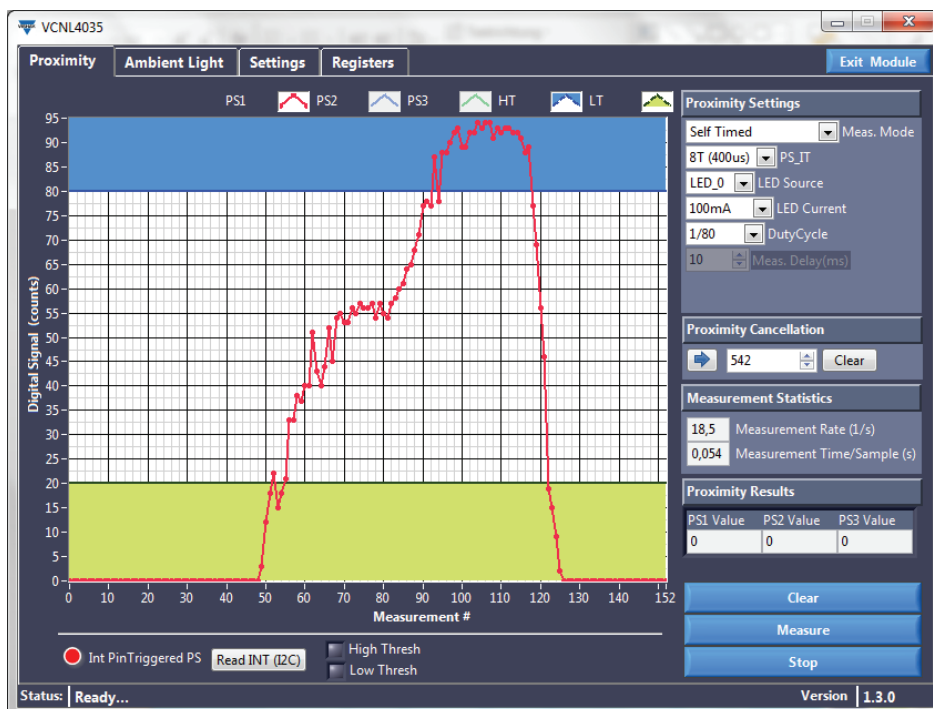 VCNL4035
Proximity Ambient Light Settings Registers Exit Module
PS1 PS2 PS3 HT LT
Digital Signal (counts)
95
90
85
80
75
70
65
60
55
50
45
40
35
30
25
20
15
10
5
0
0 10 20 30 40 50 60 70 80 90 100 110 120 130 140 152
Measurement #
Int PinTriggered PS Read INT (I2C)
High Thresh
Low Thresh
Proximity Settings
Self Timed Meas. Mode
8T (400us) PS_IT
LED_0 LED Source
100mA LED Current
1/80 DutyCycle
10 Meas. Delay(ms)
Proximity Cancellation
542 Clear
Measurement Statistics
18,5 Measurement Rate (1/s)
0,054 Measurement Time/Sample (s)
Proximity Results
PS1 Value PS2 Value PS3 Value
0 0 0
Clear
Measure
Stop
Status: Ready... Version 1.3.0